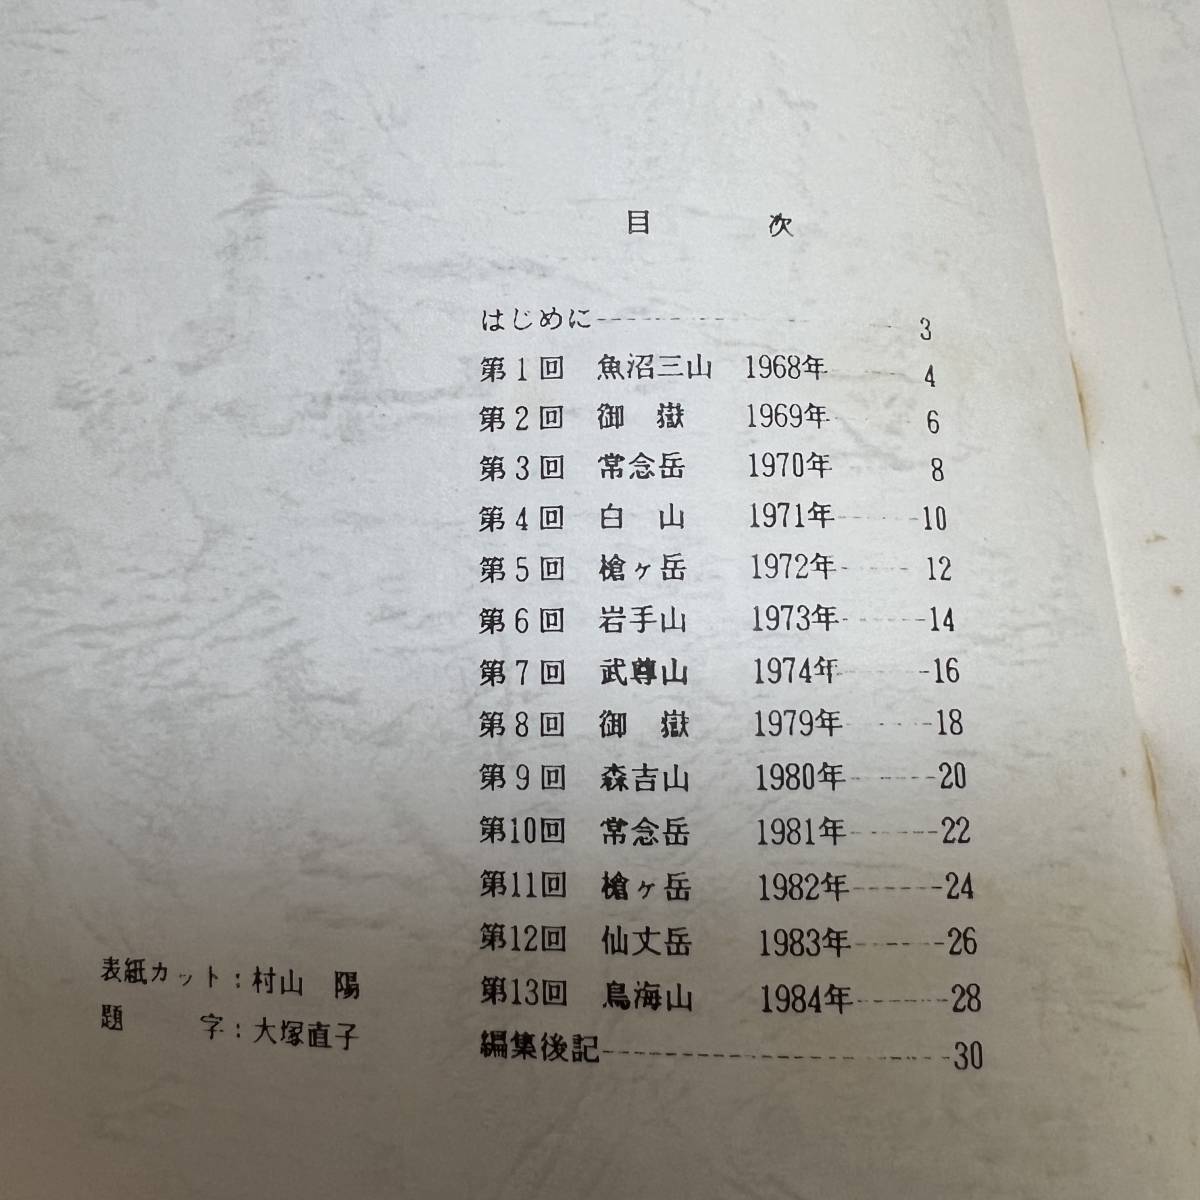 目 次
はじめに------------ 3
第1回 魚沼三山 1968年------ 4
第2回 御 嶽 1969年 6
第3回 常念岳 1970年 8
第4回 白 山 1971年------10
第5回 槍ヶ岳 1972年------12
第6回 岩手山 1973年------14
第7回 武尊山 1974年------16
第8回 御 嶽 1979年------18
第9回 森吉山 1980年------20
第10回 常念岳 1981年------22
第11回 槍ヶ岳 1982年------24
第12回 仙丈岳 1983年------26
第13回 鳥海山 1984年------28
編集後記------------------30
表紙カット:村山 陽
題 字:大塚直子